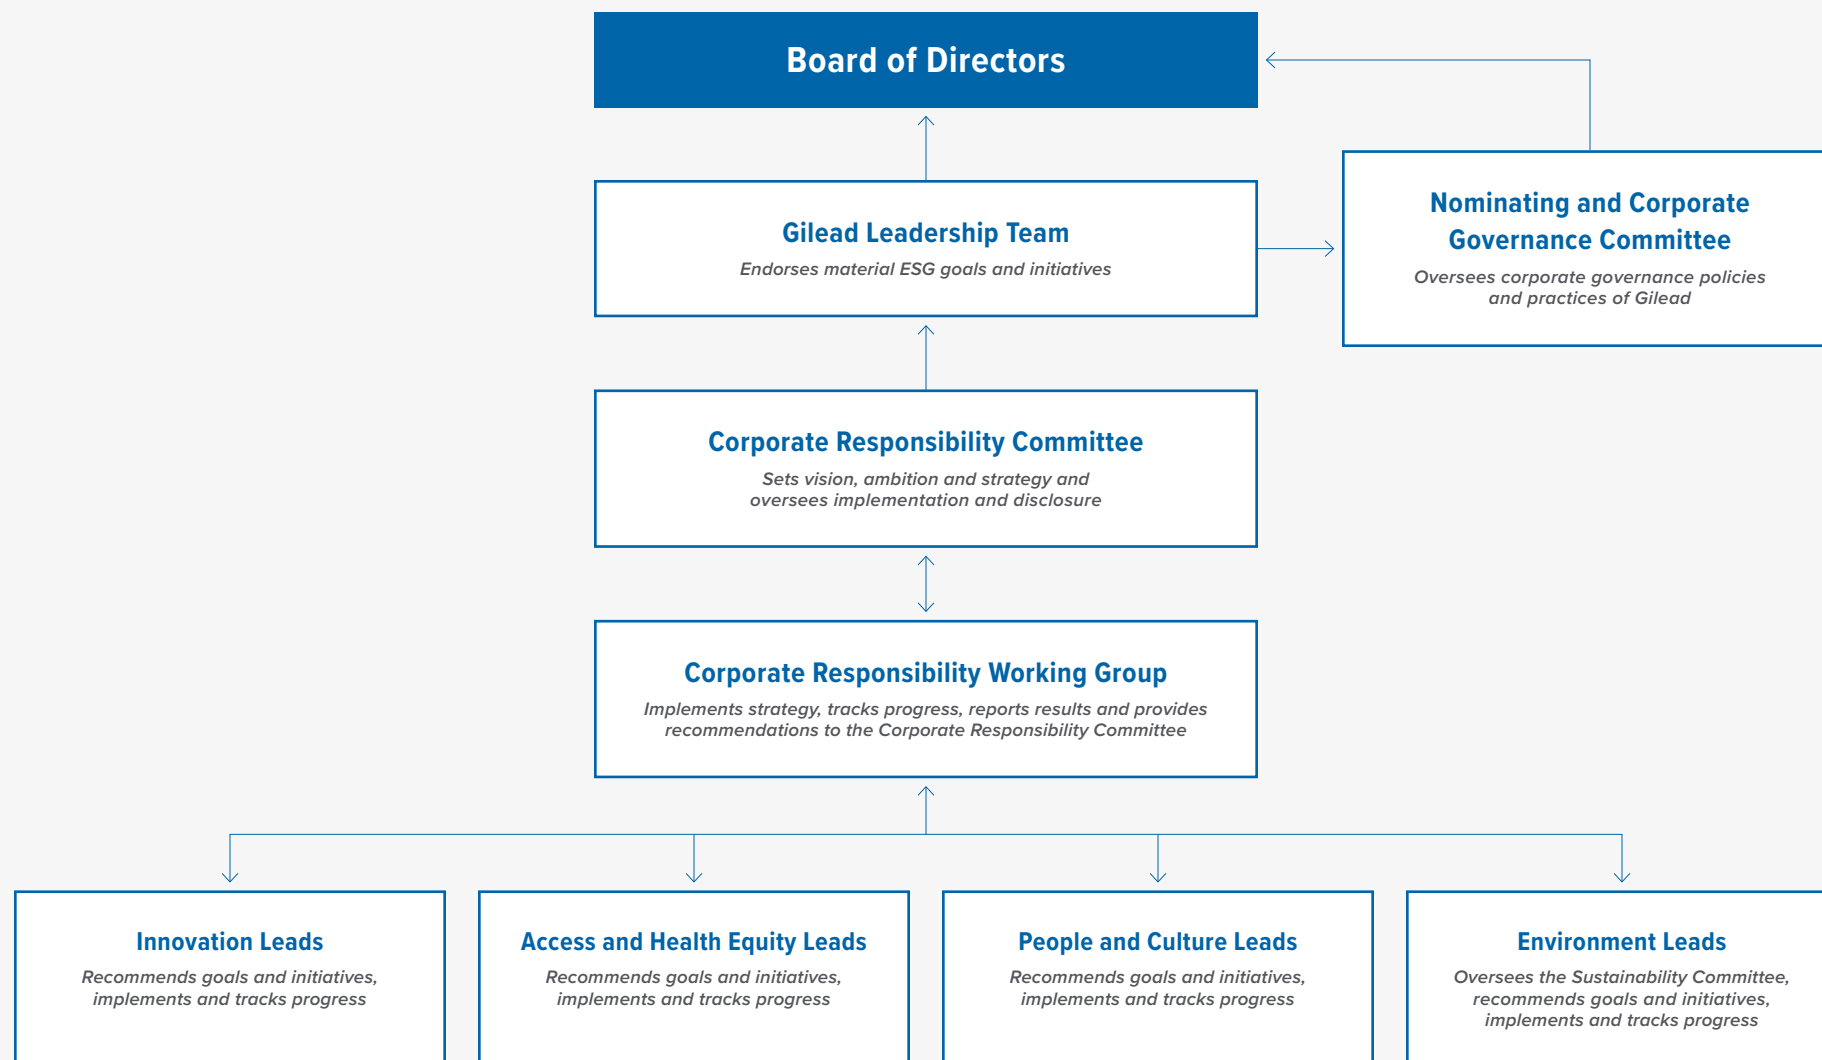 Board of Directors
Gilead Leadership Team
Endorses material ESG goals and initiatives
Nominating and Corporate
Governance Committee
Oversees corporate governance policies
and practices of Gilead
Corporate Responsibility Committee
Sets vision, ambition and strategy and
oversees implementation and disclosure
Corporate Responsibility Working Group
Implements strategy, tracks progress, reports results and provides
recommendations to the Corporate Responsibility Committee
Innovation Leads
Recommends goals and initiatives,
implements and tracks progress
Access and Health Equity Leads
Recommends goals and initiatives,
implements and tracks progress
People and Culture Leads
Recommends goals and initiatives,
implements and tracks progress
Environment Leads
Oversees the Sustainability Committee,
recommends goals and initiatives,
implements and tracks progress